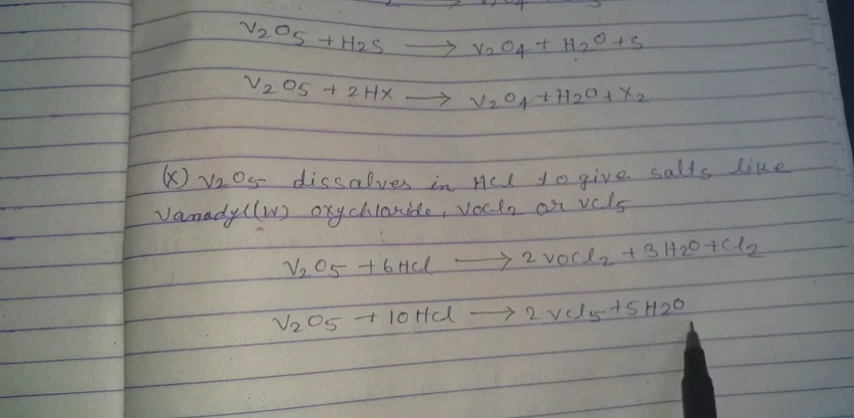 V2O5 + H2S → V2O4 + H2O + S
V2O5 + 2HX → V2O4 + H2O + X2
(X) V2O5 dissalves in HCl to give salts like
Vanadyl(IV) oxychloride, VOCl2 or VCl5
V2O5 + 6HCl → 2VOCl2 + 3H2O + Cl2
V2O5 + 10HCl → 2VCl5 + 5H2O